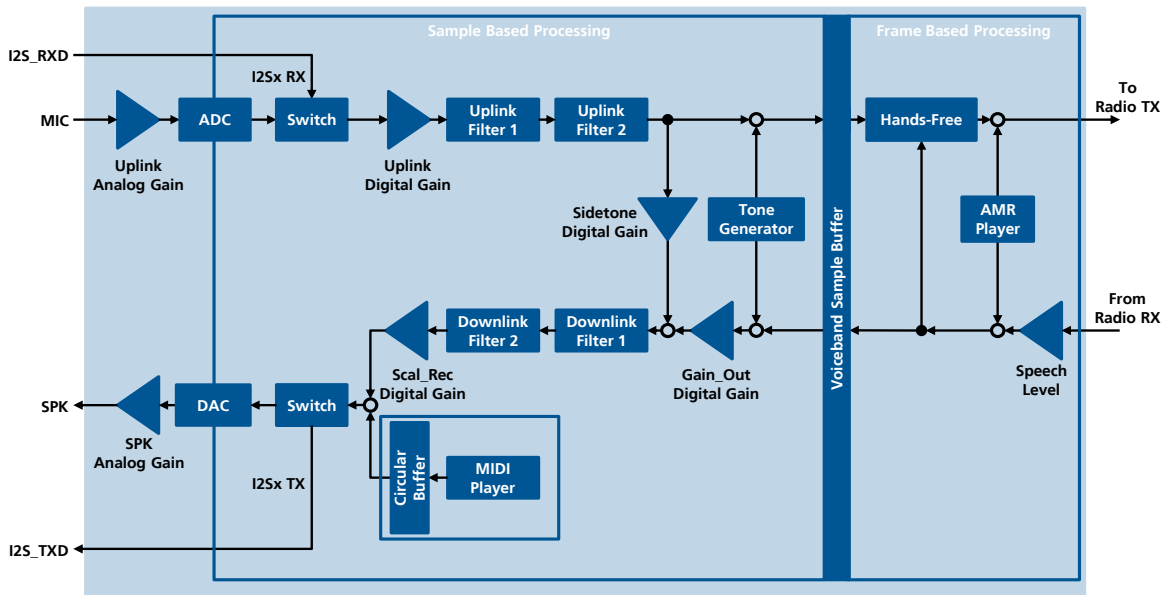 Sample Based Processing
Frame Based Processing
I2S_RXD
I2Sx RX
To
Radio TX
MIC
ADC
Switch
Uplink
Filter 1
Uplink
Filter 2
Hands-Free
Uplink
Analog Gain
Uplink
Digital Gain
Sidetone
Digital Gain
Tone
Generator
AMR
Player
Voiceband Sample Buffer
From
Radio RX
Downlink
Filter 2
Downlink
Filter 1
Scal_Rec
Digital Gain
Gain_Out
Digital Gain
Speech
Level
SPK
DAC
Switch
SPK
Analog Gain
Circular
Buffer
MIDI
Player
I2Sx TX
I2S_TXD